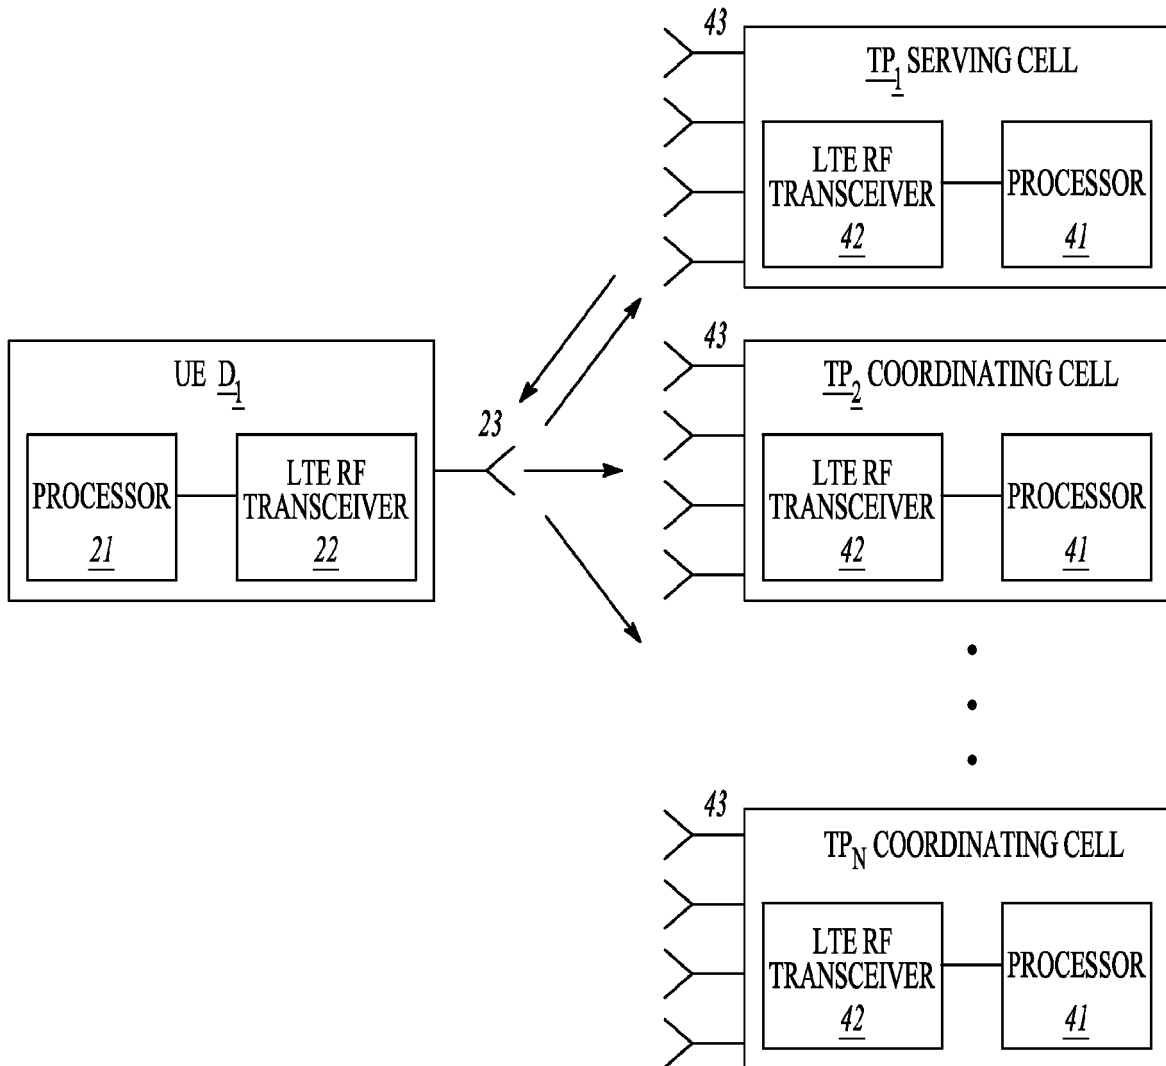 43
TP1 SERVING CELL
LTE RF
TRANSCEIVER
42
PROCESSOR
41
UE D1
PROCESSOR
21
LTE RF
TRANSCEIVER
22
23
43
TP2 COORDINATING CELL
LTE RF
TRANSCEIVER
42
PROCESSOR
41
43
TPN COORDINATING CELL
LTE RF
TRANSCEIVER
42
PROCESSOR
41